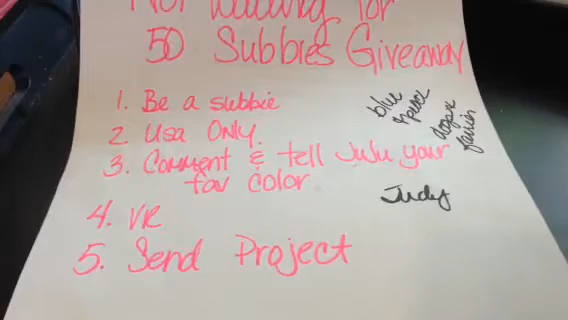 for
50 Subbies Giveaway
1. Be a subbie
2. Usa Only.
3. Comment & tell JuJu your
fav color
4. VR
5. Send Project
blue
Judy